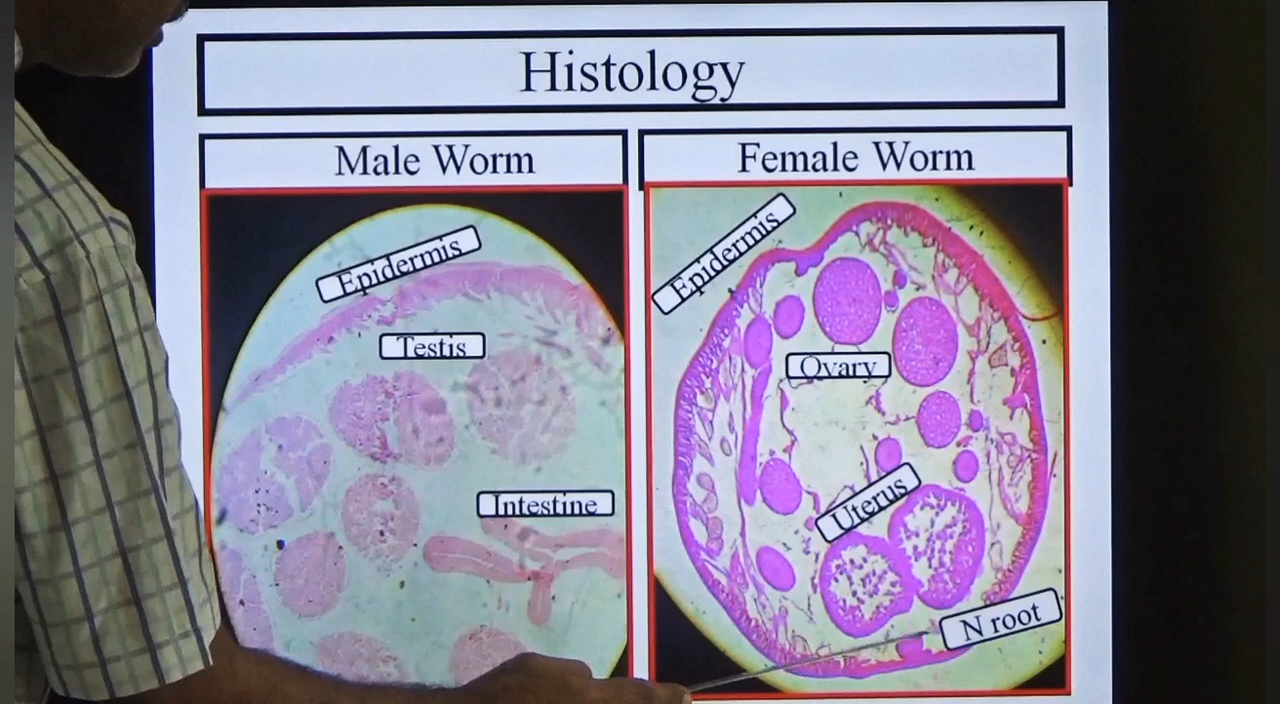 Histology
Male Worm
Female Worm
Epidermis
Testis
Intestine
Epidermis
Ovary
Uterus
N root